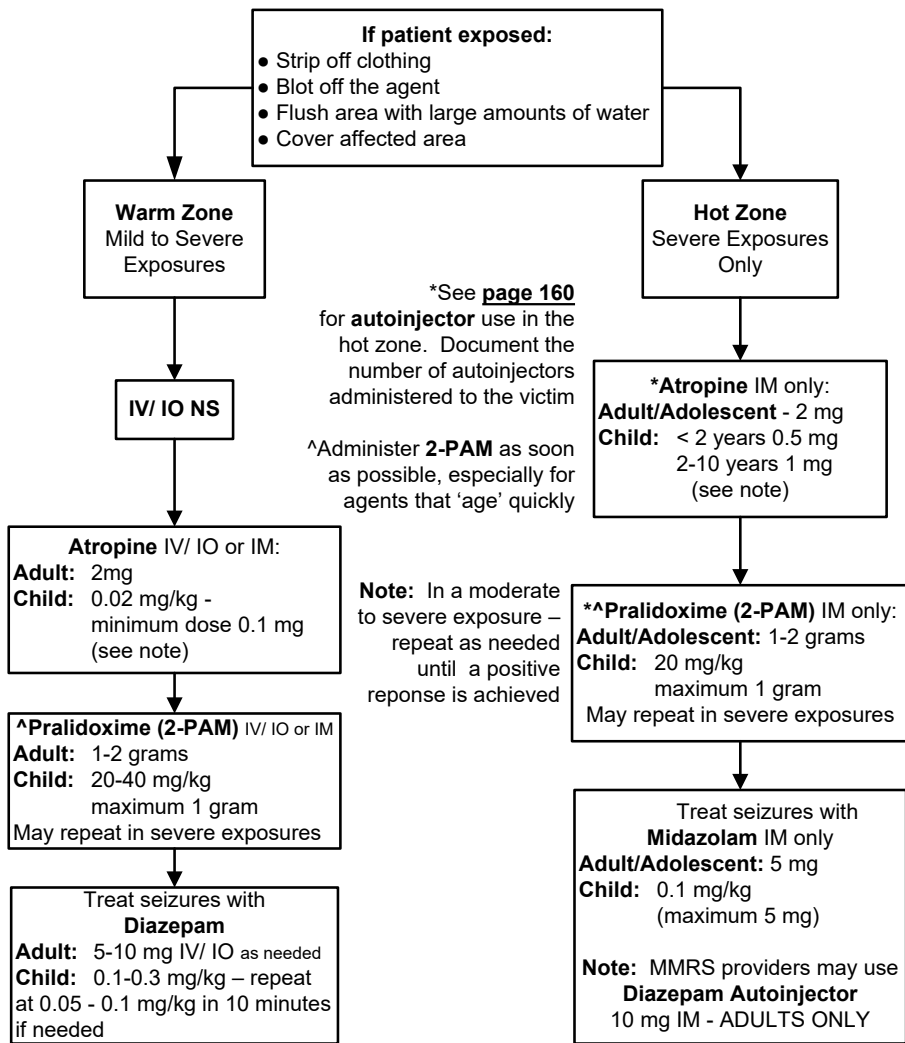 If patient exposed:
● Strip off clothing
● Blot off the agent
● Flush area with large amounts of water
● Cover affected area
Warm Zone
Mild to Severe
Exposures
IV/ IO NS
Atropine IV/ IO or IM:
Adult: 2mg
Child: 0.02 mg/kg -
minimum dose 0.1 mg
(see note)
^Pralidoxime (2-PAM) IV/ IO or IM
Adult: 1-2 grams
Child: 20-40 mg/kg
maximum 1 gram
May repeat in severe exposures
Treat seizures with
Diazepam
Adult: 5-10 mg IV/ IO as needed
Child: 0.1-0.3 mg/kg – repeat
at 0.05 - 0.1 mg/kg in 10 minutes
if needed
*See page 160
for autoinjector use in the
hot zone. Document the
number of autoinjectors
administered to the victim
^Administer 2-PAM as soon
as possible, especially for
agents that ‘age’ quickly
Note: In a moderate
to severe exposure –
repeat as needed
until a positive
reponse is achieved
Hot Zone
Severe Exposures
Only
*Atropine IM only:
Adult/Adolescent - 2 mg
Child: < 2 years 0.5 mg
2-10 years 1 mg
(see note)
*^Pralidoxime (2-PAM) IM only:
Adult/Adolescent: 1-2 grams
Child: 20 mg/kg
maximum 1 gram
May repeat in severe exposures
Treat seizures with
Midazolam IM only
Adult/Adolescent: 5 mg
Child: 0.1 mg/kg
(maximum 5 mg)
Note: MMRS providers may use
Diazepam Autoinjector
10 mg IM - ADULTS ONLY